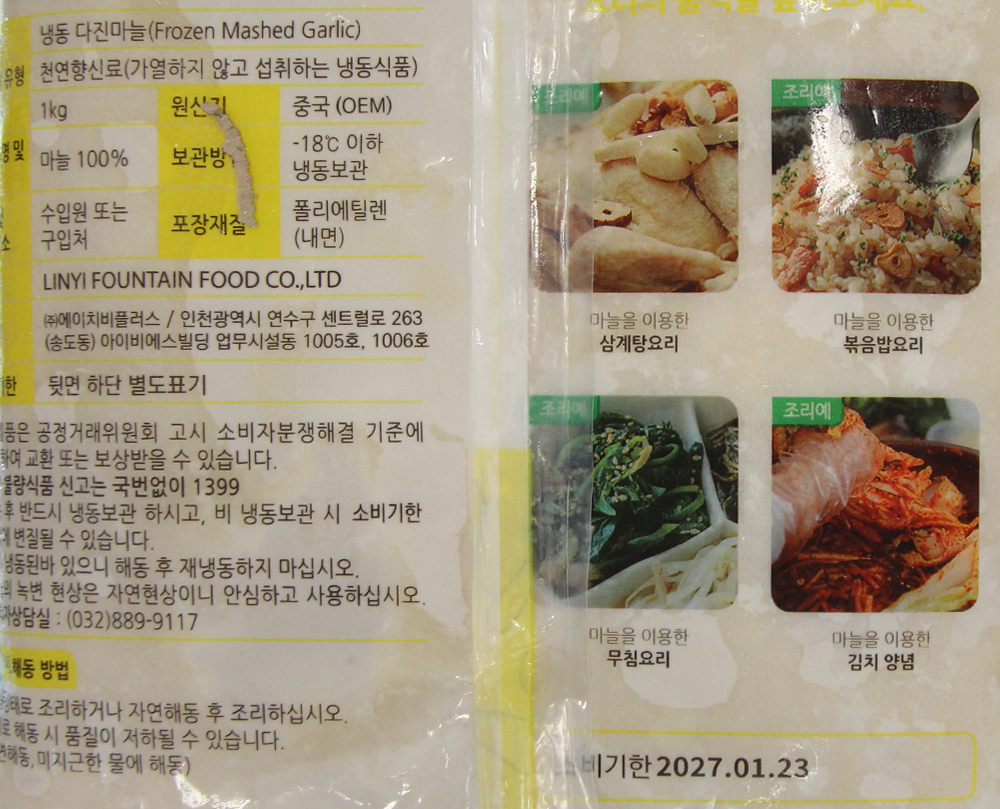 냉동 다진마늘(Frozen Mashed Garlic)
유형 천연향신료(가열하지 않고 섭취하는 냉동식품)
1kg 원산지 중국 (OEM)
및 마늘 100% -18℃ 이하
냉동보관
수입원 또는
구입처 포장재질 폴리에틸렌
(내면)
LINYI FOUNTAIN FOOD CO.,LTD
㈜에이치비플러스 / 인천광역시 연수구 센트럴로 263
(송도동) 아이비에스빌딩 업무시설동 1005호, 1006호
뒷면 하단 별도표기
공정거래위원회 고시 소비자분쟁해결 기준에
교환 또는 보상받을 수 있습니다.
신고는 국번없이 1399
반드시 냉동보관 하시고, 비 냉동보관 시 소비기한
변질될 수 있습니다.
냉동된바 있으니 해동 후 재냉동하지 마십시오.
녹변 현상은 자연현상이니 안심하고 사용하십시오.
: (032)889-9117
해동 방법
조리하거나 자연해동 후 조리하십시오.
해동 시 품질이 저하될 수 있습니다.
미지근한 물에 해동)
조리예
마늘을 이용한
삼계탕요리
조리예
마늘을 이용한
볶음밥요리
조리예
마늘을 이용한
무침요리
조리예
마늘을 이용한
김치 양념
소비기한 2027.01.23